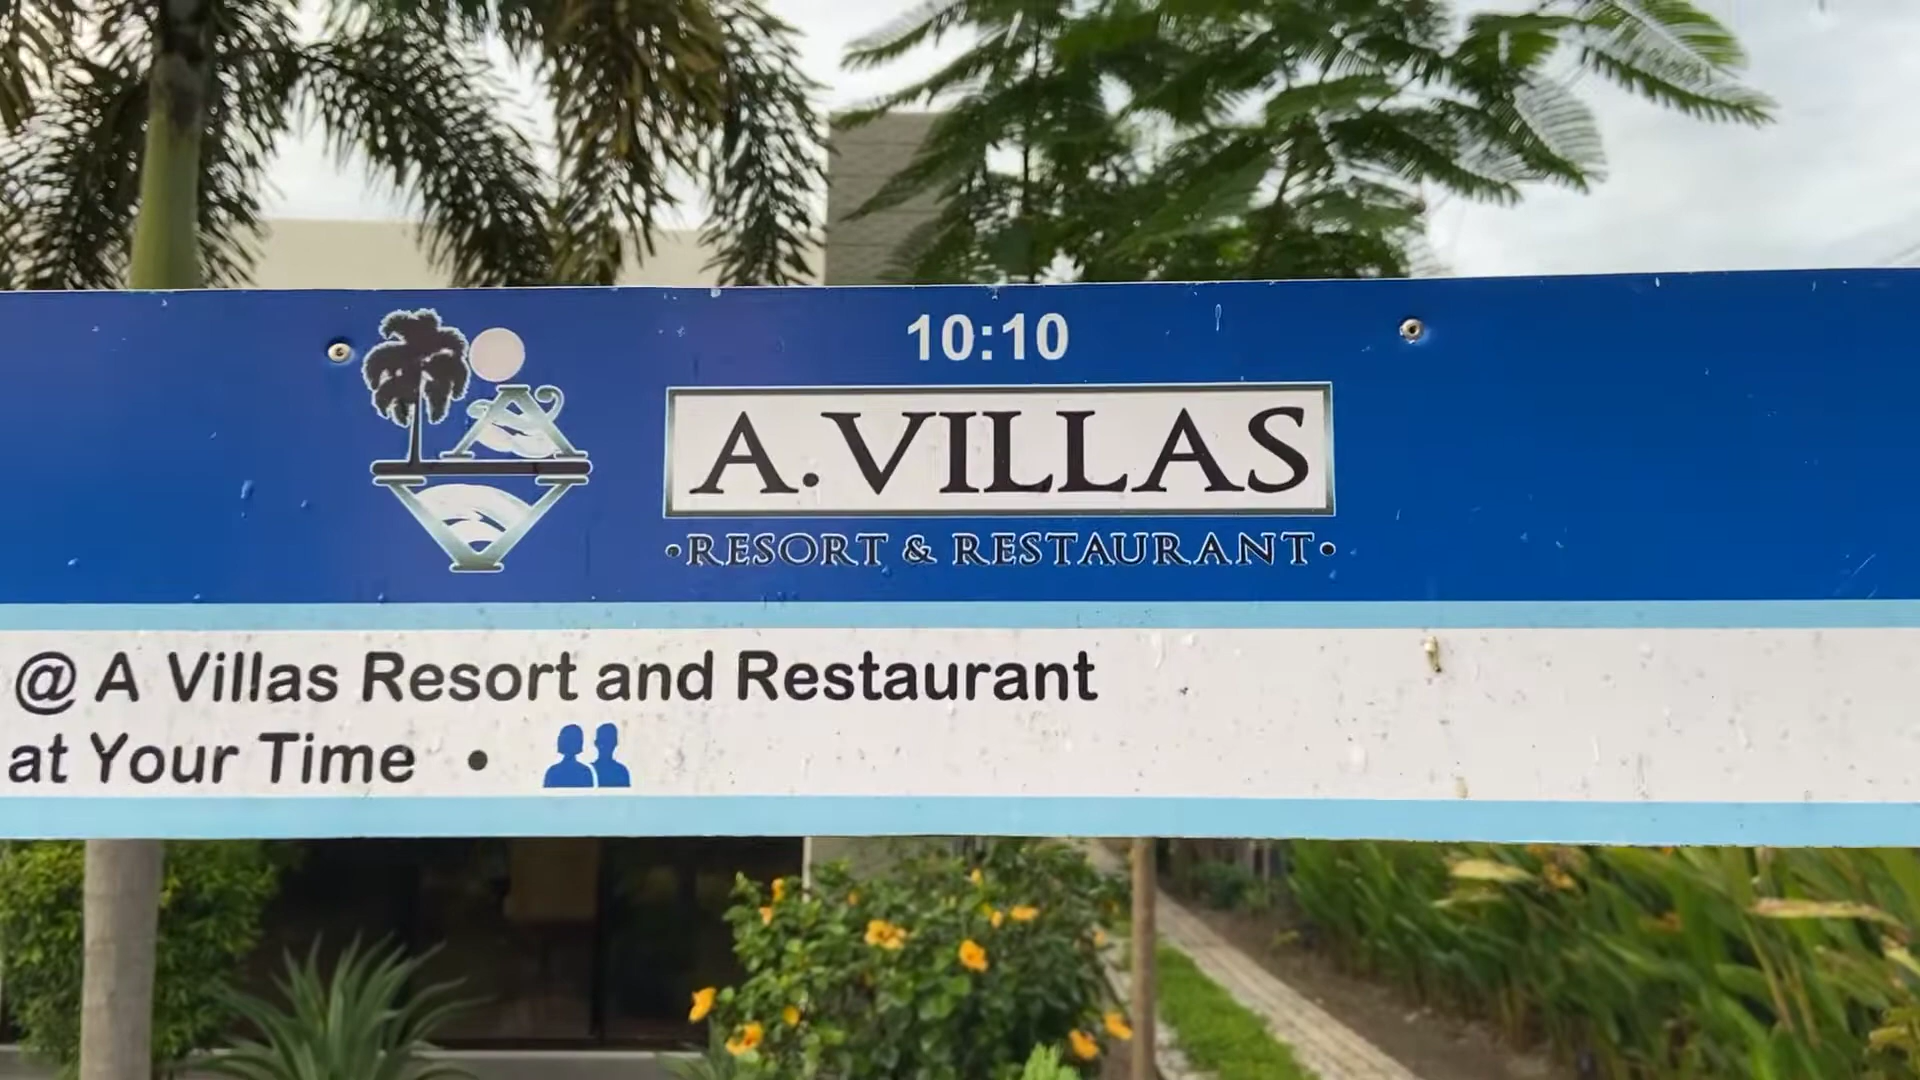 10:10
A.VILLAS
•RESORT & RESTAURANT•
@ A Villas Resort and Restaurant
at Your Time •